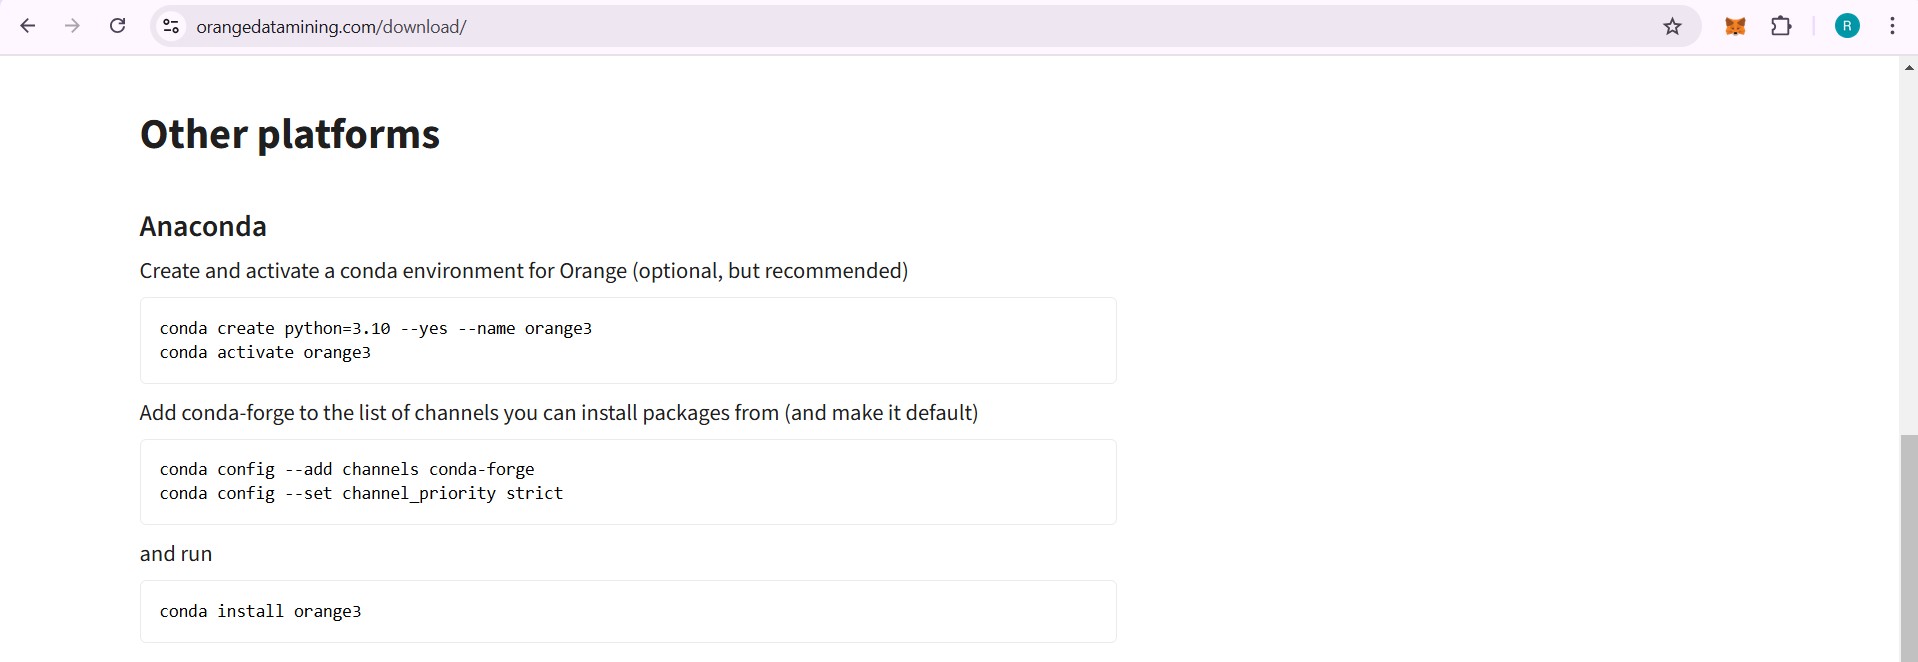 orangedatamining.com/download/
R
Other platforms
Anaconda
Create and activate a conda environment for Orange (optional, but recommended)
conda create python=3.10 --yes --name orange3
conda activate orange3
Add conda-forge to the list of channels you can install packages from (and make it default)
conda config --add channels conda-forge
conda config --set channel_priority strict
and run
conda install orange3